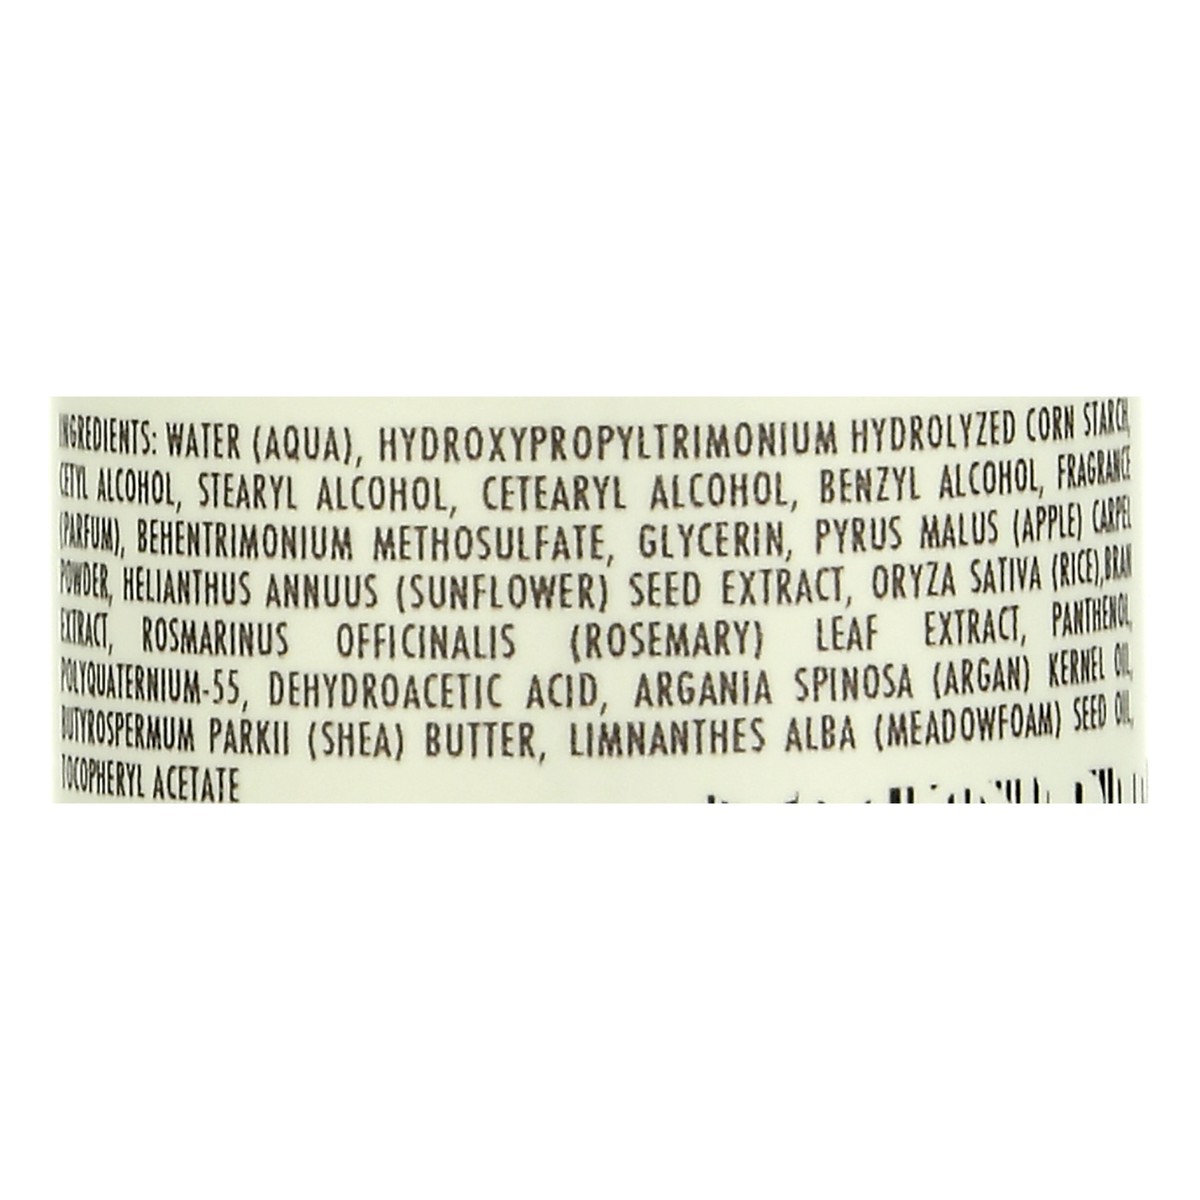 INGREDIENTS: WATER (AQUA), HYDROXYPROPYLTRIMONIUM HYDROLYZED CORN STARCH,
CETYL ALCOHOL, STEARYL ALCOHOL, CETEARYL ALCOHOL, BENZYL ALCOHOL, FRAGRANCE
(PARFUM), BEHENTRIMONIUM METHOSULFATE, GLYCERIN, PYRUS MALUS (APPLE) CARPEL
POWDER, HELIANTHUS ANNUUS (SUNFLOWER) SEED EXTRACT, ORYZA SATIVA (RICE),BRAN
EXTRACT, ROSMARINUS OFFICINALIS (ROSEMARY) LEAF EXTRACT, PANTHENOL,
POLYQUATERNIUM-55, DEHYDROACETIC ACID, ARGANIA SPINOSA (ARGAN) KERNEL OIL,
BUTYROSPERMUM PARKII (SHEA) BUTTER, LIMNANTHES ALBA (MEADOWFOAM) SEED OIL,
TOCOPHERYL ACETATE